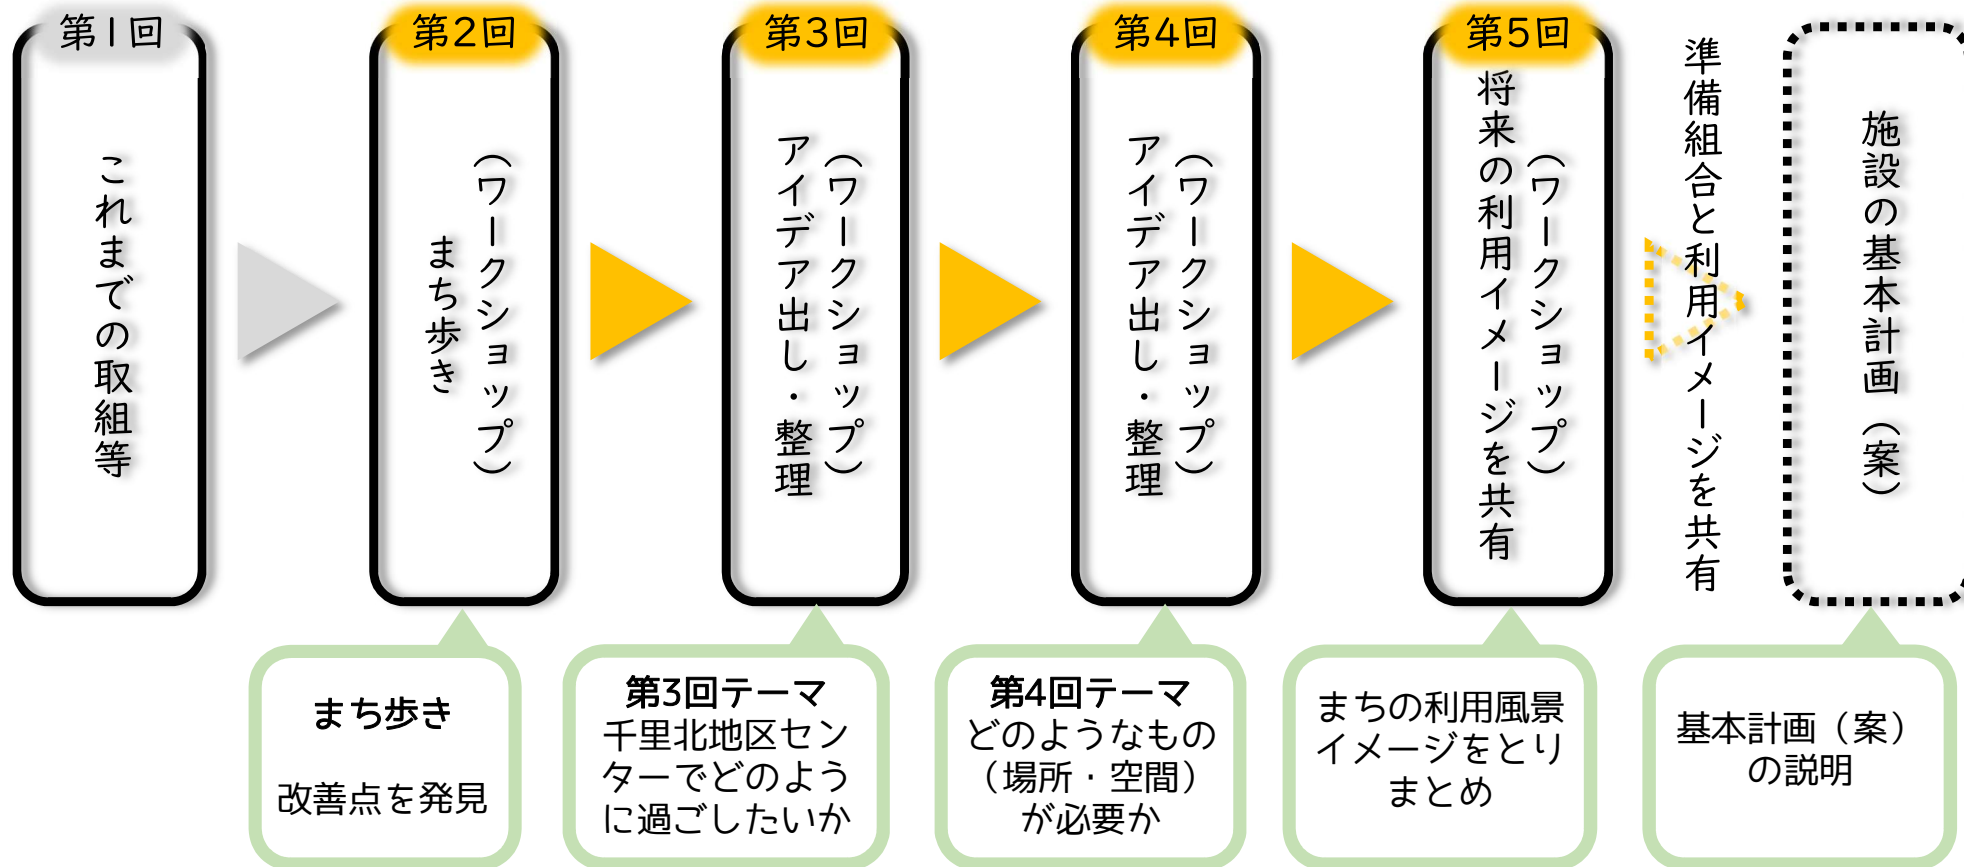 第1回
これまでの取組等
第2回
（ワークショップ）
まち歩き
第3回
（ワークショップ）
アイデア出し・整理
第4回
（ワークショップ）
アイデア出し・整理
第5回
（ワークショップ）
将来の利用イメージを共有
準備組合と利用イメージを共有
施設の基本計画（案）
まち歩き
改善点を発見
第3回テーマ
千里北地区セン
ターでどのよう
に過ごしたいか
第4回テーマ
どのようなもの
（場所・空間）
が必要か
まちの利用風景
イメージをとり
まとめ
基本計画（案）
の説明